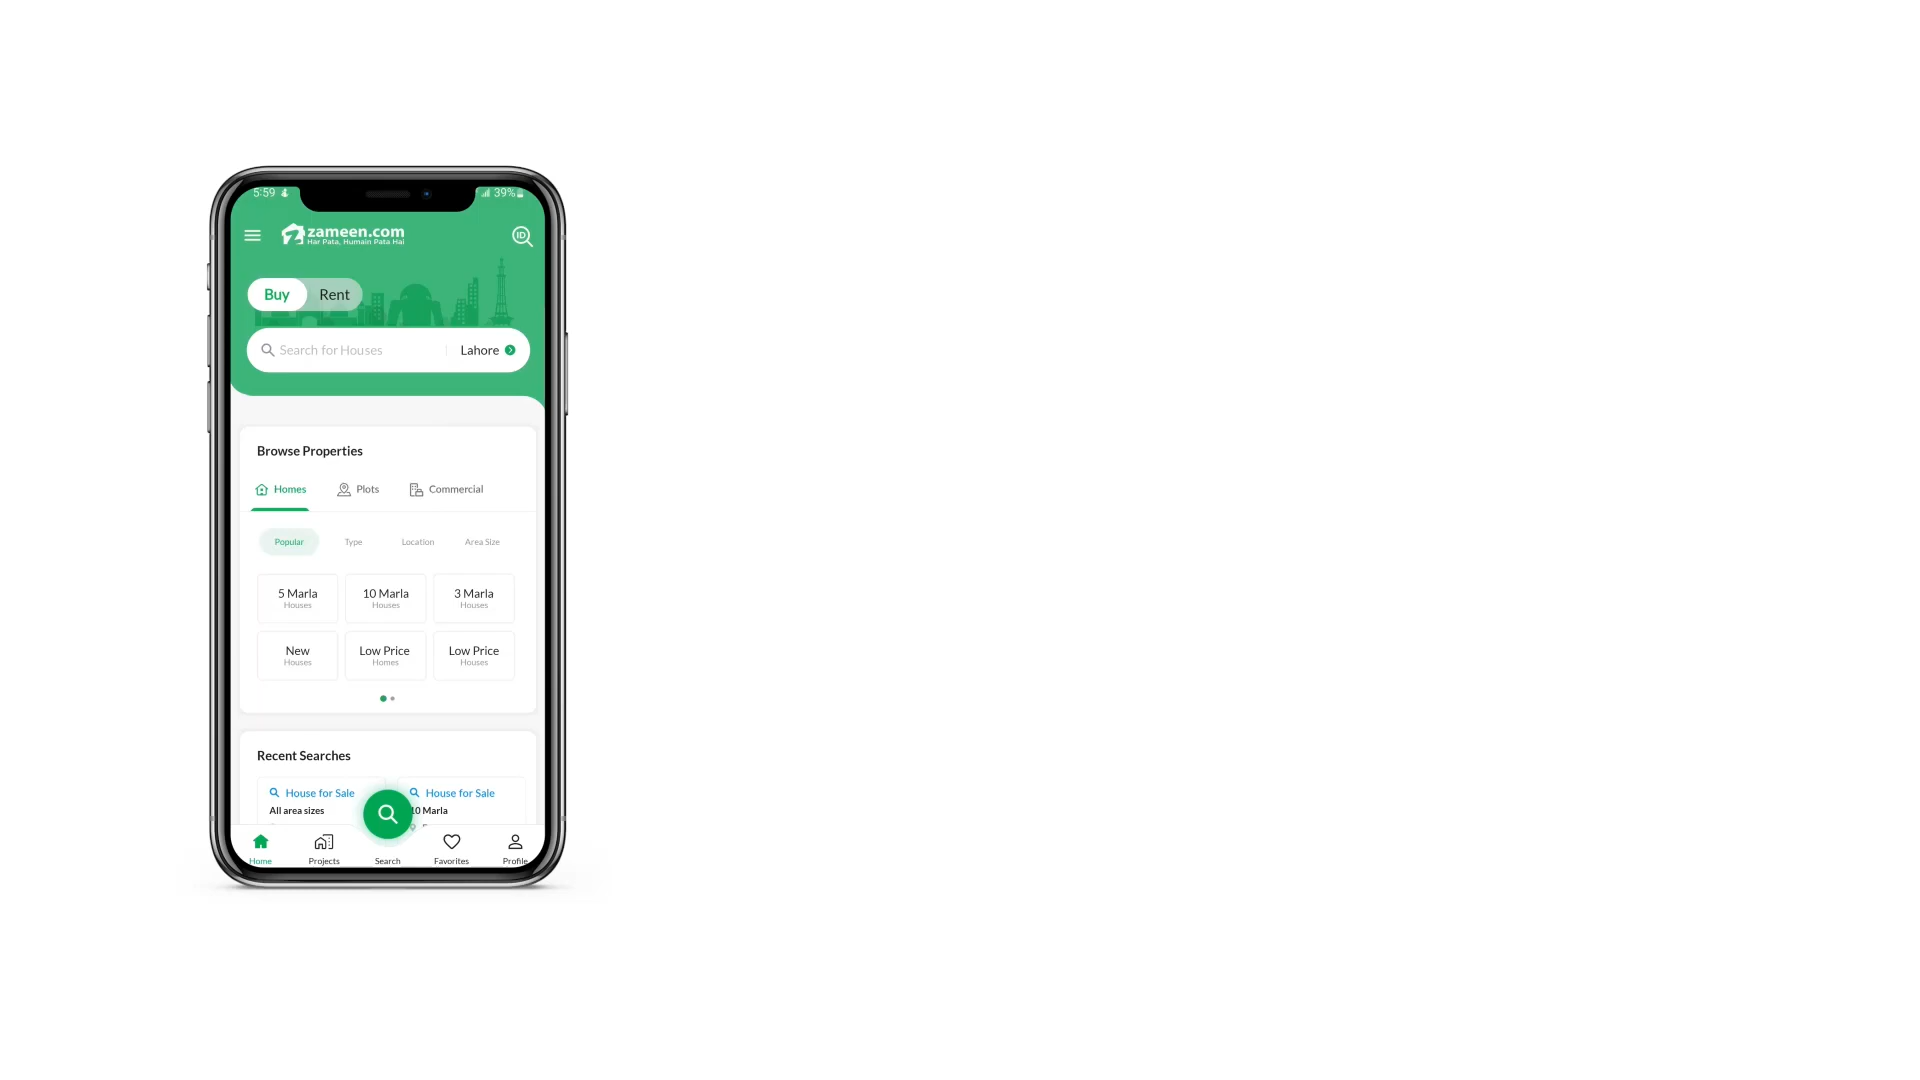 5:59
39%
zameen.com
Har Pata, Humain Pata Hai
ID
Buy Rent
Search for Houses Lahore
Browse Properties
Homes Plots Commercial
Popular Type Location Area Size
5 Marla 10 Marla 3 Marla
Houses Houses Houses
New Low Price Low Price
Houses Homes Houses
Recent Searches
House for Sale House for Sale
All area sizes 10 Marla
Home Projects Search Favorites Profile